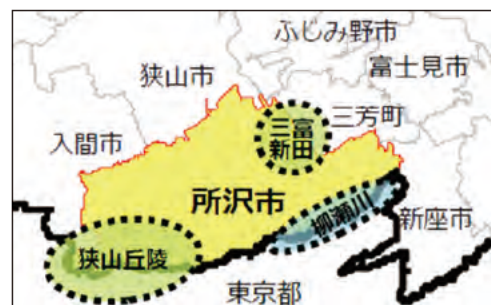 ふじみ野市
狭山市
富士見市
三富
新田
三芳町
入間市
所沢市
柳瀬川
新座市
狭山丘陵
東京都